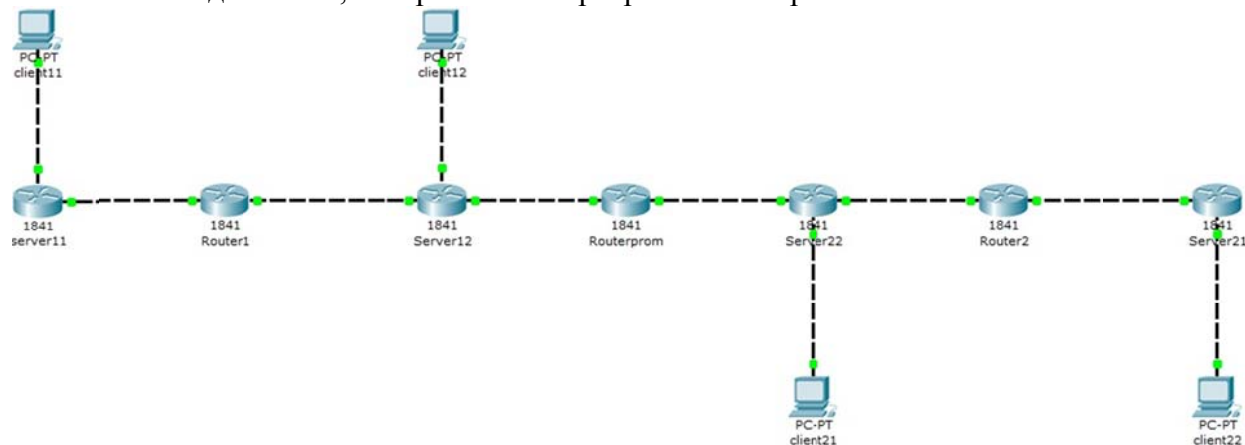 PC-PT
client11
PC-PT
client12
1841
server11
1841
Router1
1841
Server12
1841
Routerprom
1841
Server22
1841
Router2
1841
Server21
PC-PT
client21
PC-PT
client22